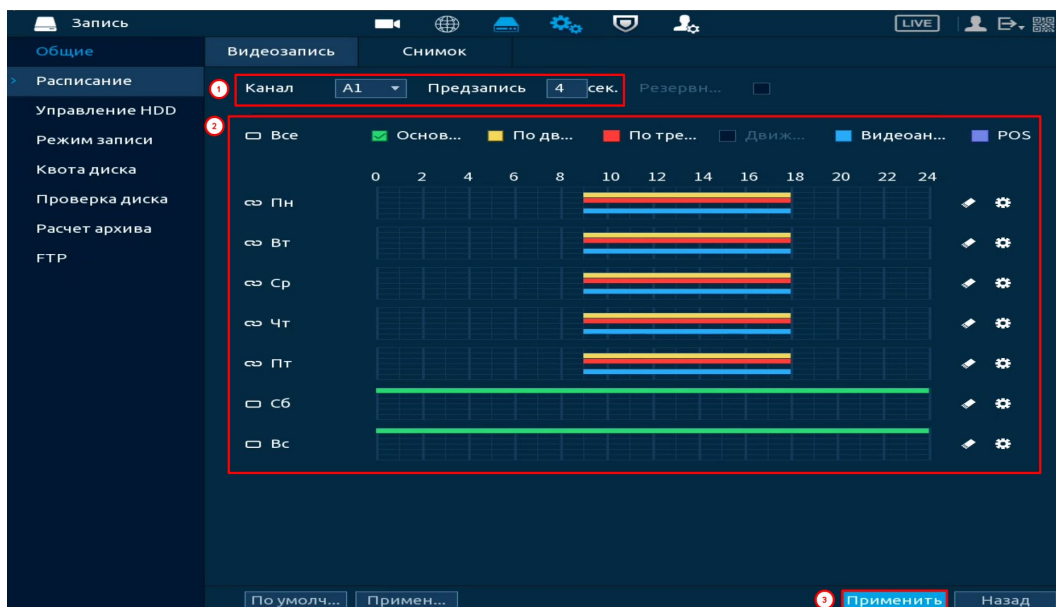 Запись
LIVE
Общие
Видеозапись Снимок
Расписание
1 Канал A1 Предзапись 4 сек. Резервн...
Управление HDD
2 Все Основ... По дв... По тре... Движ... Видеоан... POS
Режим записи
Квота диска
0 2 4 6 8 10 12 14 16 18 20 22 24
Проверка диска
Пн
Расчет архива
Вт
FTP
Ср
Чт
Пт
Сб
Вс
По умолч... Примен... 3 Применить Назад